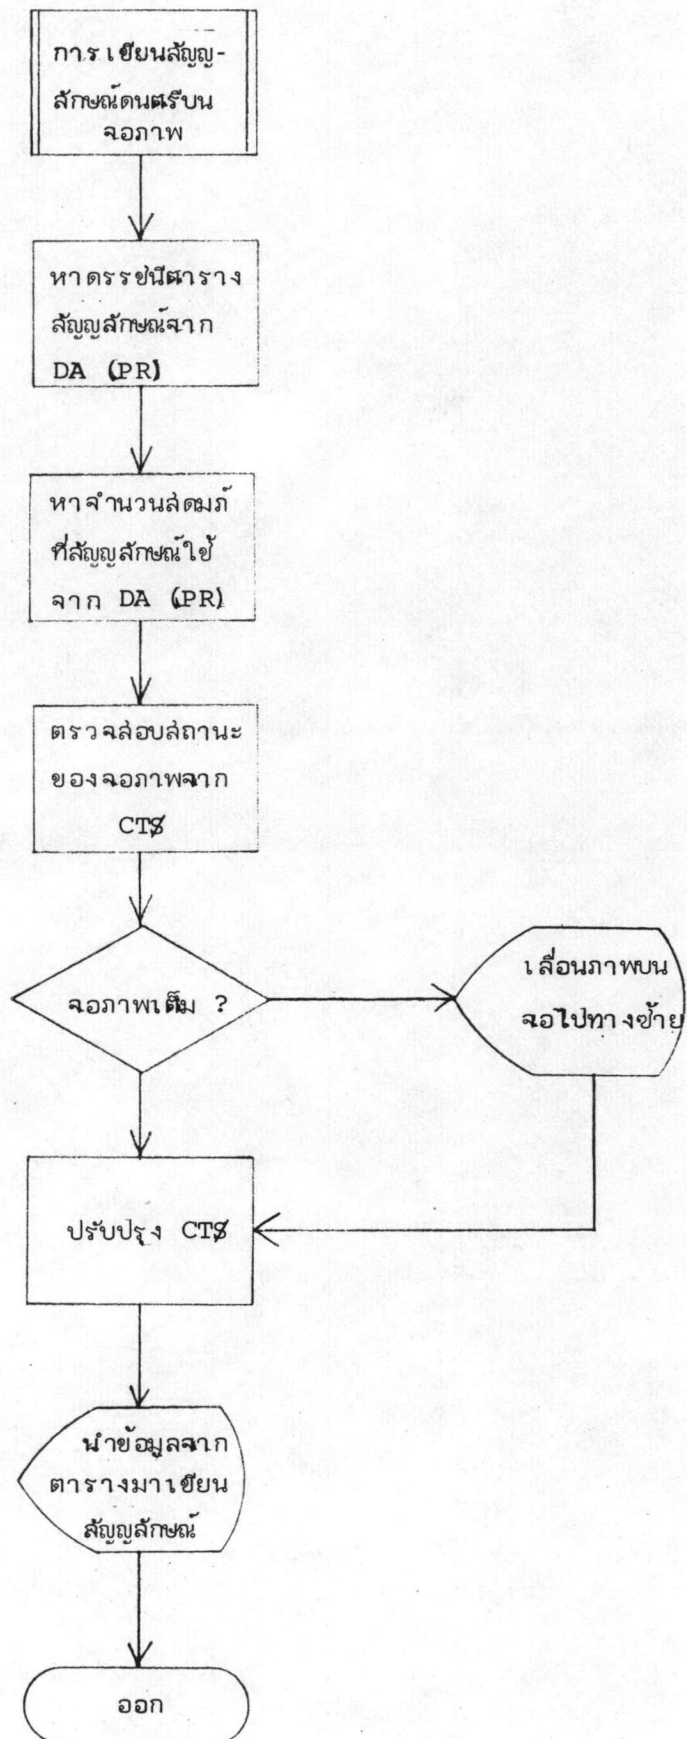 การเขียนสัญญ-
ลักษณ์ดนตรีบน
จอภาพ
หาดรรชนีตาราง
สัญญลักษณ์จาก
DA (PR)
หาจำนวนสดมภ์
ที่สัญญลักษณ์ใช้
จาก DA (PR)
ตรวจสอบสถานะ
ของจอภาพจาก
CTS
จอภาพเต็ม ?
เลื่อนภาพบน
จอไปทางซ้าย
ปรับปรุง CTS
นำข้อมูลจาก
ตารางมาเขียน
สัญญลักษณ์
ออก